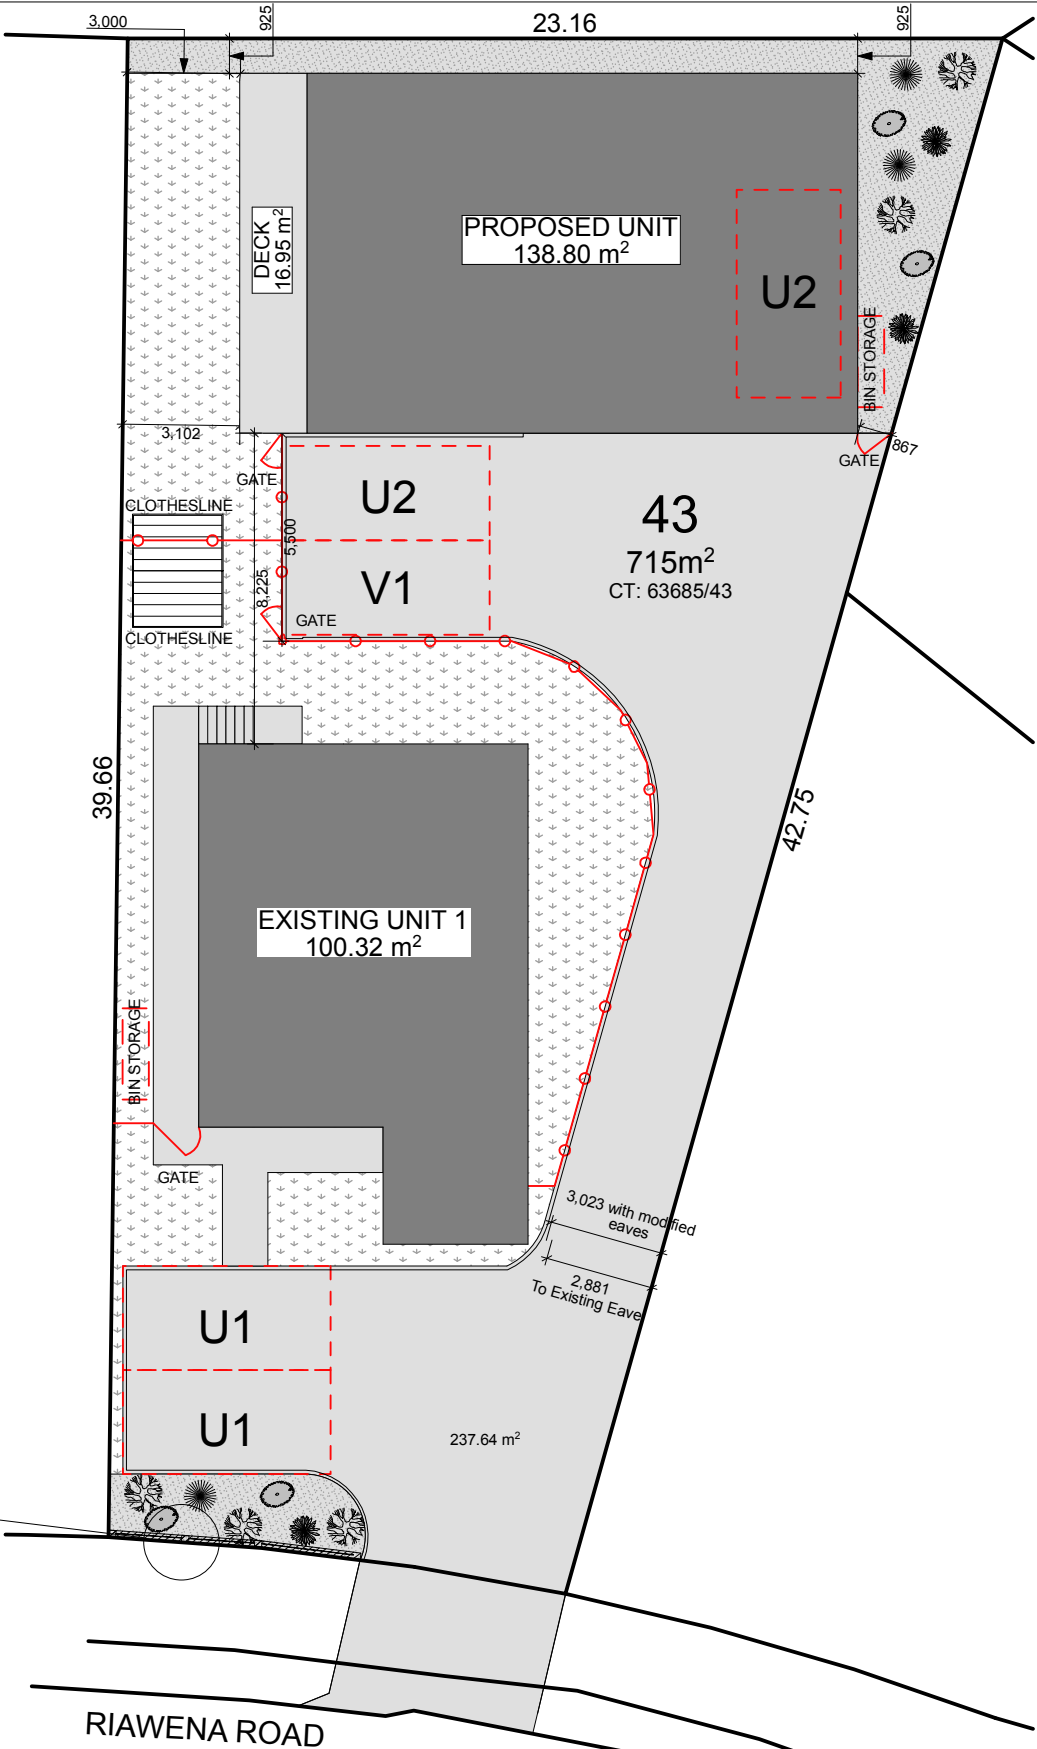 3,000
925
23.16
925
DECK
16.95 m²
PROPOSED UNIT
138.80 m²
U2
BIN STORAGE
3,102
867
GATE
GATE
U2
43
715m²
CT: 63685/43
CLOTHESLINE
5,500
8,225
V1
GATE
CLOTHESLINE
39.66
42.75
EXISTING UNIT 1
100.32 m²
BIN STORAGE
GATE
3,023 with modified
eaves
2,881
To Existing Eave
U1
U1
237.64 m²
RIAWENA ROAD